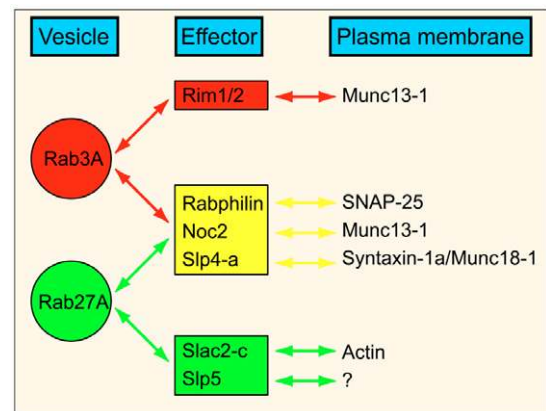 Vesicle Effector Plasma membrane
Rim1/2 Munc13-1
Rab3A
Rabphilin SNAP-25
Noc2 Munc13-1
Slp4-a Syntaxin-1a/Munc18-1
Rab27A
Slac2-c Actin
Slp5 ?